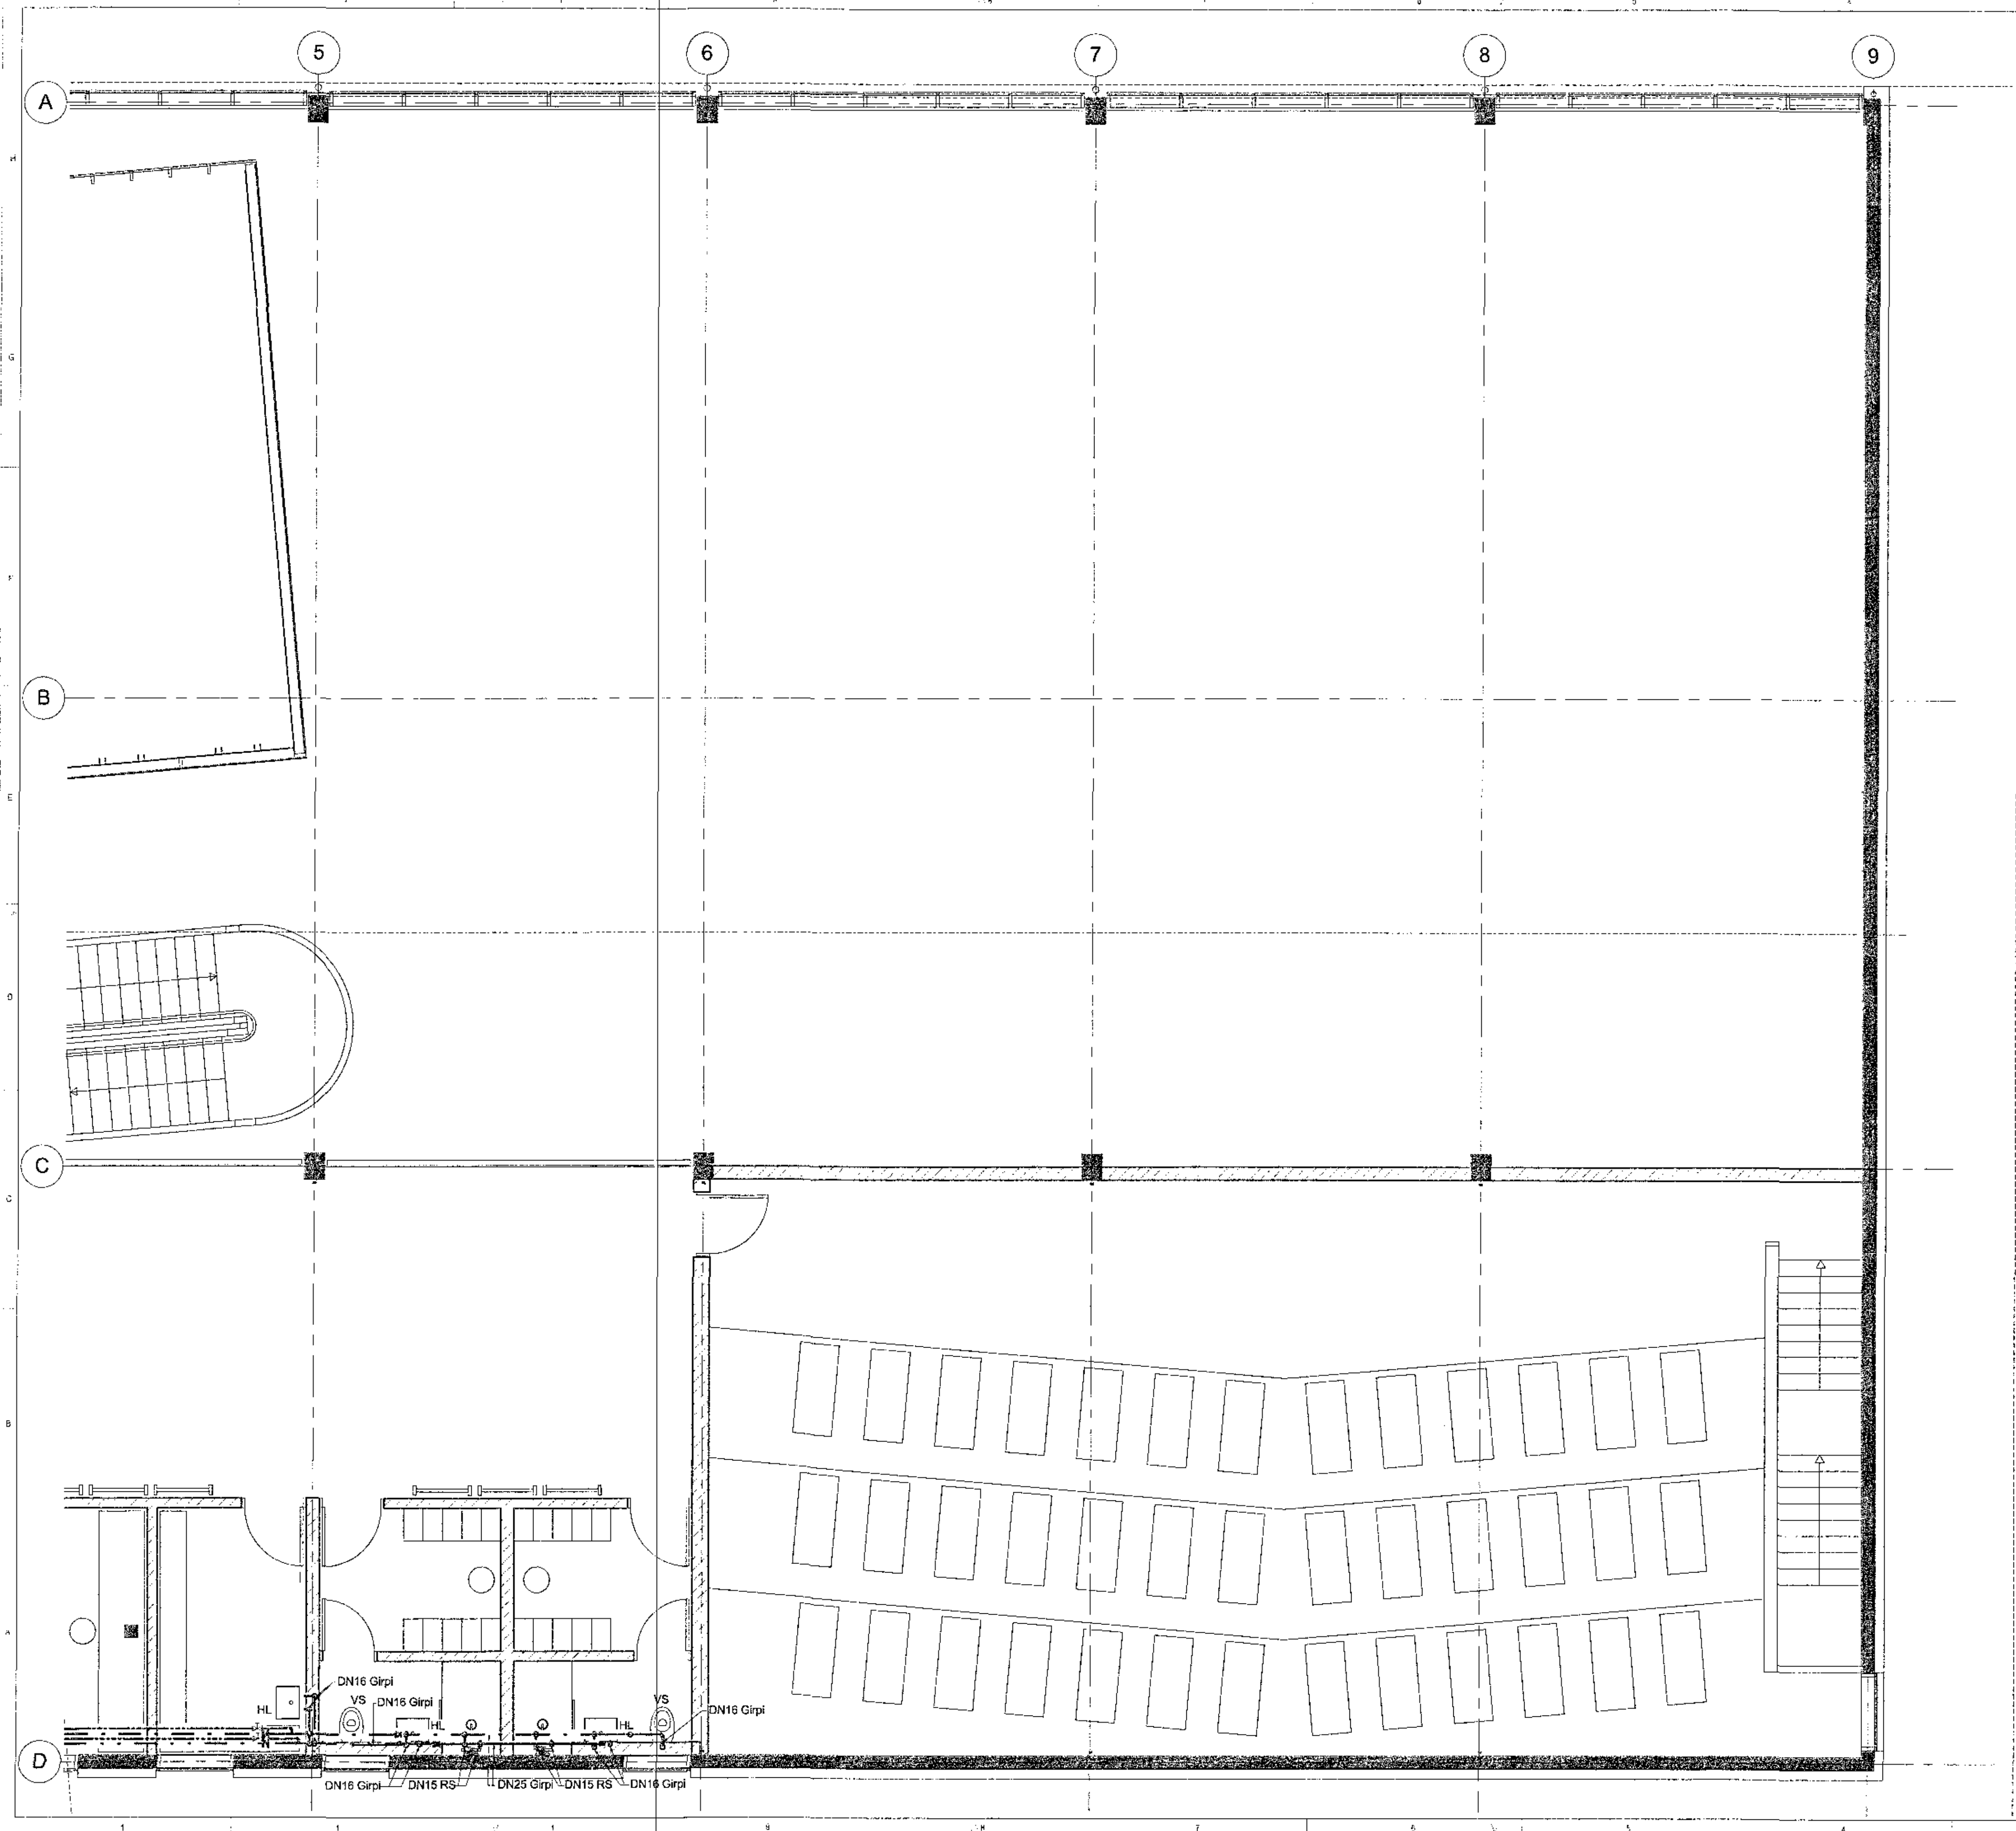 5 6 7 8 9
A
H
G
F
B
E
D
C
G
B
A
DN16 Girpi
VS DN16 Girpi VS
HL HL HL DN16 Girpi
D
DN16 Girpi DN15 RS DN25 Girpi DN15 RS DN16 Girpi